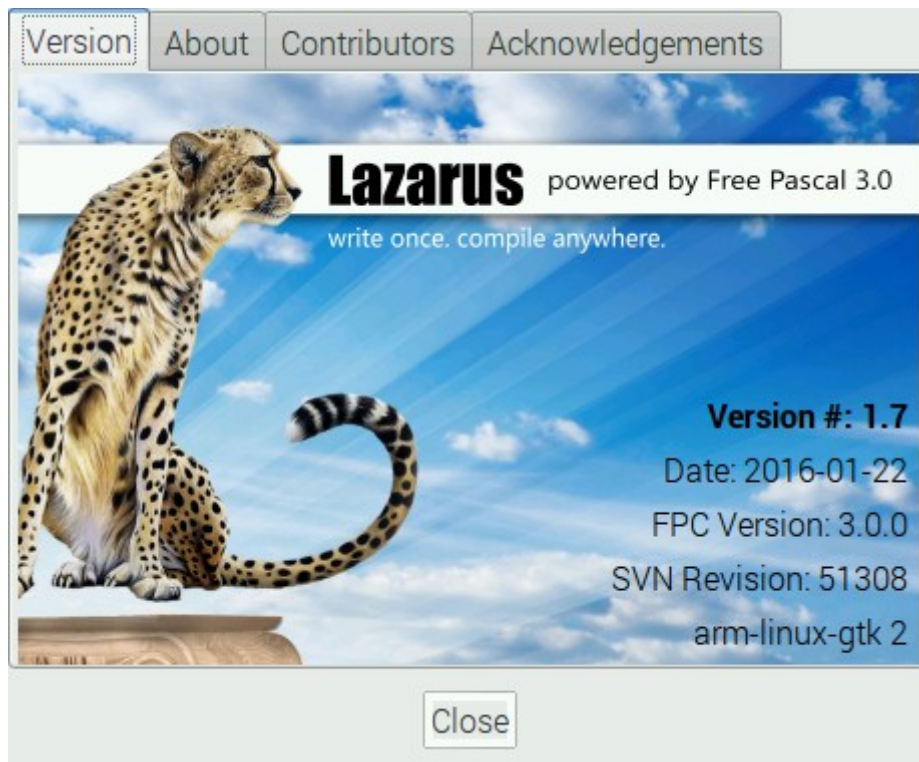 Version About Contributors Acknowledgements
Lazarus powered by Free Pascal 3.0
write once. compile anywhere.
Version #: 1.7
Date: 2016-01-22
FPC Version: 3.0.0
SVN Revision: 51308
arm-linux-gtk 2
Close